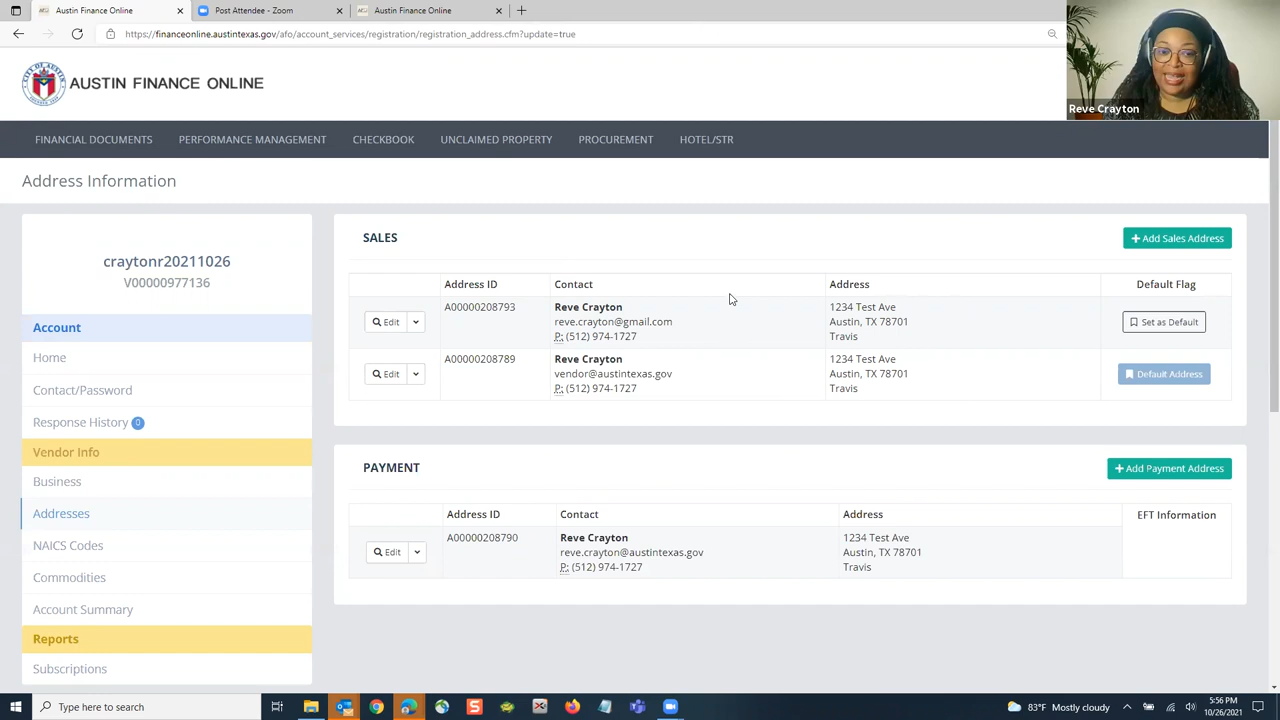 Austin Finance Online
Post Attendee - Zoom
Austin Finance Online
https://financeonline.austintexas.gov/afo/account_services/registration/registration_address.cfm?update=true
AUSTIN FINANCE ONLINE
Reve Crayton
FINANCIAL DOCUMENTS PERFORMANCE MANAGEMENT CHECKBOOK UNCLAIMED PROPERTY PROCUREMENT HOTEL/STR
Address Information
craytonr20211026
V00000977136
Account
Home
Contact/Password
Response History 0
Vendor Info
Business
Addresses
NAICS Codes
Commodities
Account Summary
Reports
Subscriptions
SALES
+ Add Sales Address
Address ID Contact Address Default Flag
Edit A00000208793 Reve Crayton 1234 Test Ave Set as Default
reve.crayton@gmail.com Austin, TX 78701
P: (512) 974-1727 Travis
Edit A00000208789 Reve Crayton 1234 Test Ave Default Address
vendor@austintexas.gov Austin, TX 78701
P: (512) 974-1727 Travis
PAYMENT
+ Add Payment Address
Address ID Contact Address EFT Information
Edit A00000208790 Reve Crayton 1234 Test Ave
reve.crayton@austintexas.gov Austin, TX 78701
P: (512) 974-1727 Travis
Type here to search
83°F Mostly cloudy
5:56 PM
10/26/2021